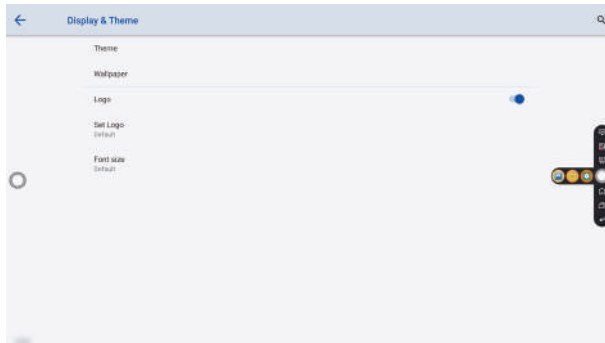 Display & Theme
Theme
Wallpaper
Logo
Set Logo
Default
Font size
Default